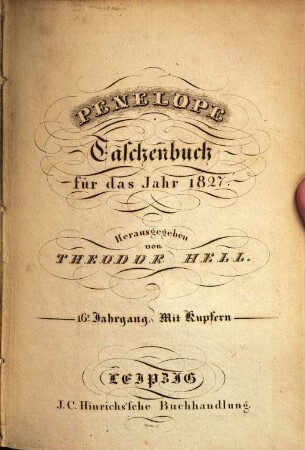 PENELOPE
Taschenbuch
für das Jahr 1827.
Herausgegeben
von
THEODOR HELL.
16r. Jahrgang. Mit Kupfern
LEIPZIG
J. C. Hinrichs'sche Buchhandlung.